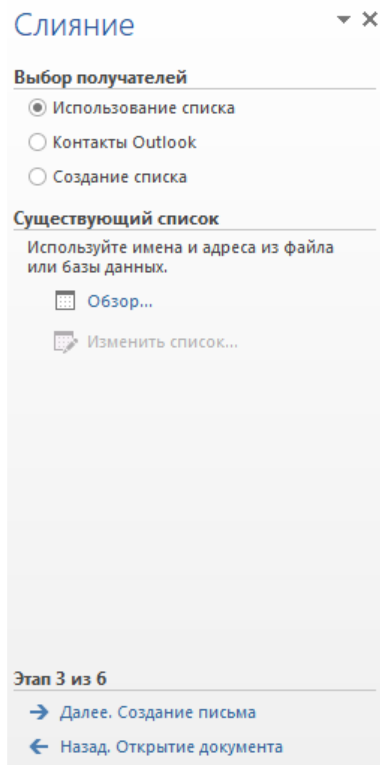 Слияние
Выбор получателей
Использование списка
Контакты Outlook
Создание списка
Существующий список
Используйте имена и адреса из файла
или базы данных.
Обзор...
Изменить список...
Этап 3 из 6
Далее. Создание письма
Назад. Открытие документа